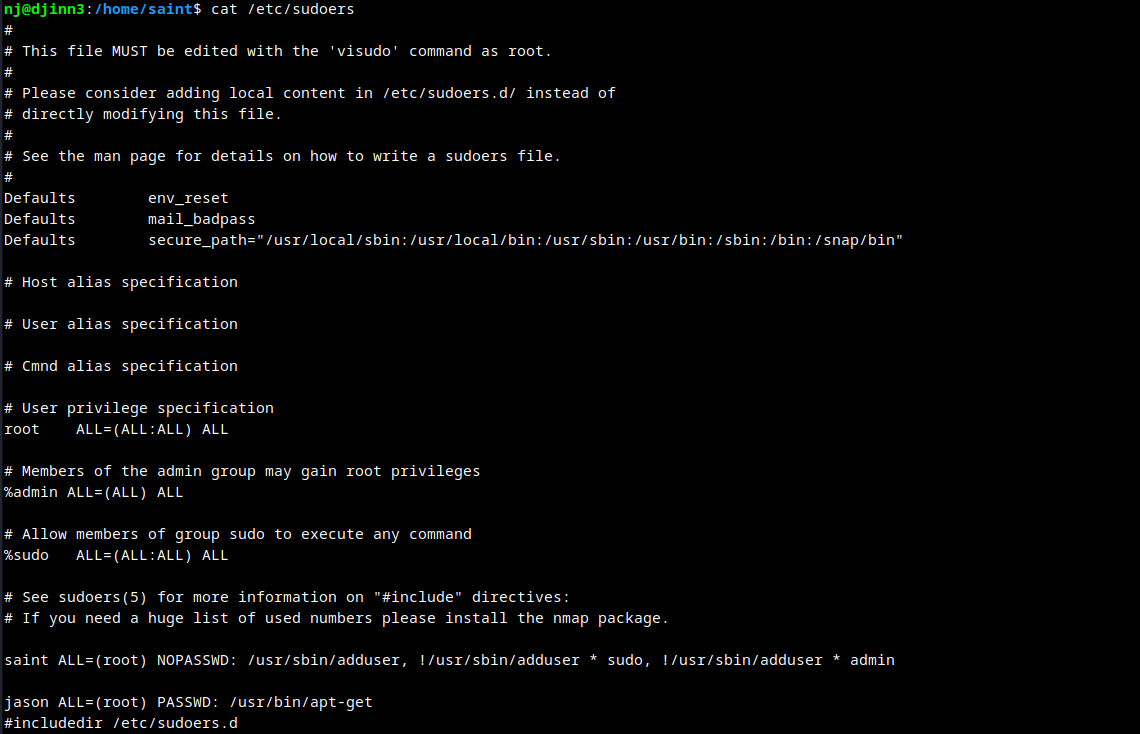 nj@djinn3:/home/saint$ cat /etc/sudoers
#
# This file MUST be edited with the 'visudo' command as root.
#
# Please consider adding local content in /etc/sudoers.d/ instead of
# directly modifying this file.
#
# See the man page for details on how to write a sudoers file.
#
Defaults        env_reset
Defaults        mail_badpass
Defaults        secure_path="/usr/local/sbin:/usr/local/bin:/usr/sbin:/usr/bin:/sbin:/bin:/snap/bin"

# Host alias specification

# User alias specification

# Cmnd alias specification

# User privilege specification
root    ALL=(ALL:ALL) ALL

# Members of the admin group may gain root privileges
%admin ALL=(ALL) ALL

# Allow members of group sudo to execute any command
%sudo   ALL=(ALL:ALL) ALL

# See sudoers(5) for more information on "#include" directives:
# If you need a huge list of used numbers please install the nmap package.

saint ALL=(root) NOPASSWD: /usr/sbin/adduser, !/usr/sbin/adduser * sudo, !/usr/sbin/adduser * admin

jason ALL=(root) PASSWD: /usr/bin/apt-get
#includedir /etc/sudoers.d